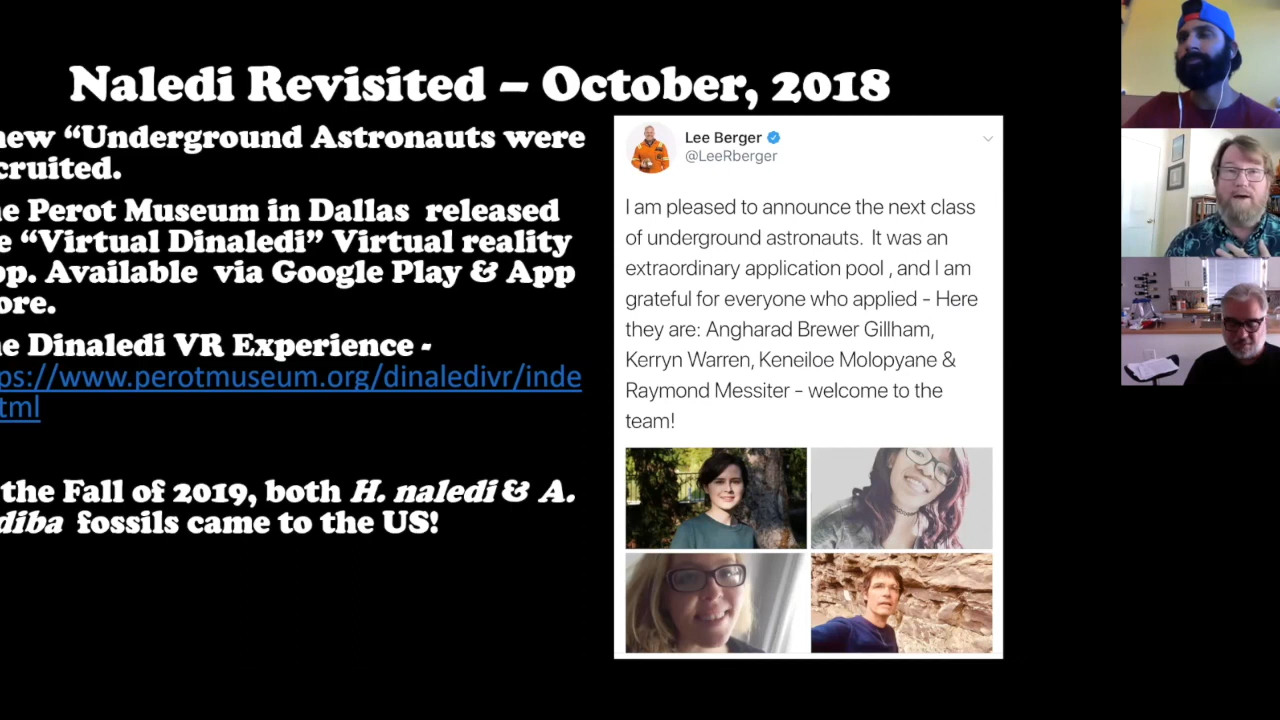 Naledi Revisited – October, 2018
new “Underground Astronauts were
cruited.
e Perot Museum in Dallas released
e “Virtual Dinaledi” Virtual reality
pp. Available via Google Play & App
ore.
e Dinaledi VR Experience -
ps://www.perotmuseum.org/dinaledivr/inde
tml
the Fall of 2019, both H. naledi & A.
diba fossils came to the US!
Lee Berger
@LeeRberger
I am pleased to announce the next class
of underground astronauts. It was an
extraordinary application pool , and I am
grateful for everyone who applied - Here
they are: Angharad Brewer Gillham,
Kerryn Warren, Keneiloe Molopyane &
Raymond Messiter - welcome to the
team!